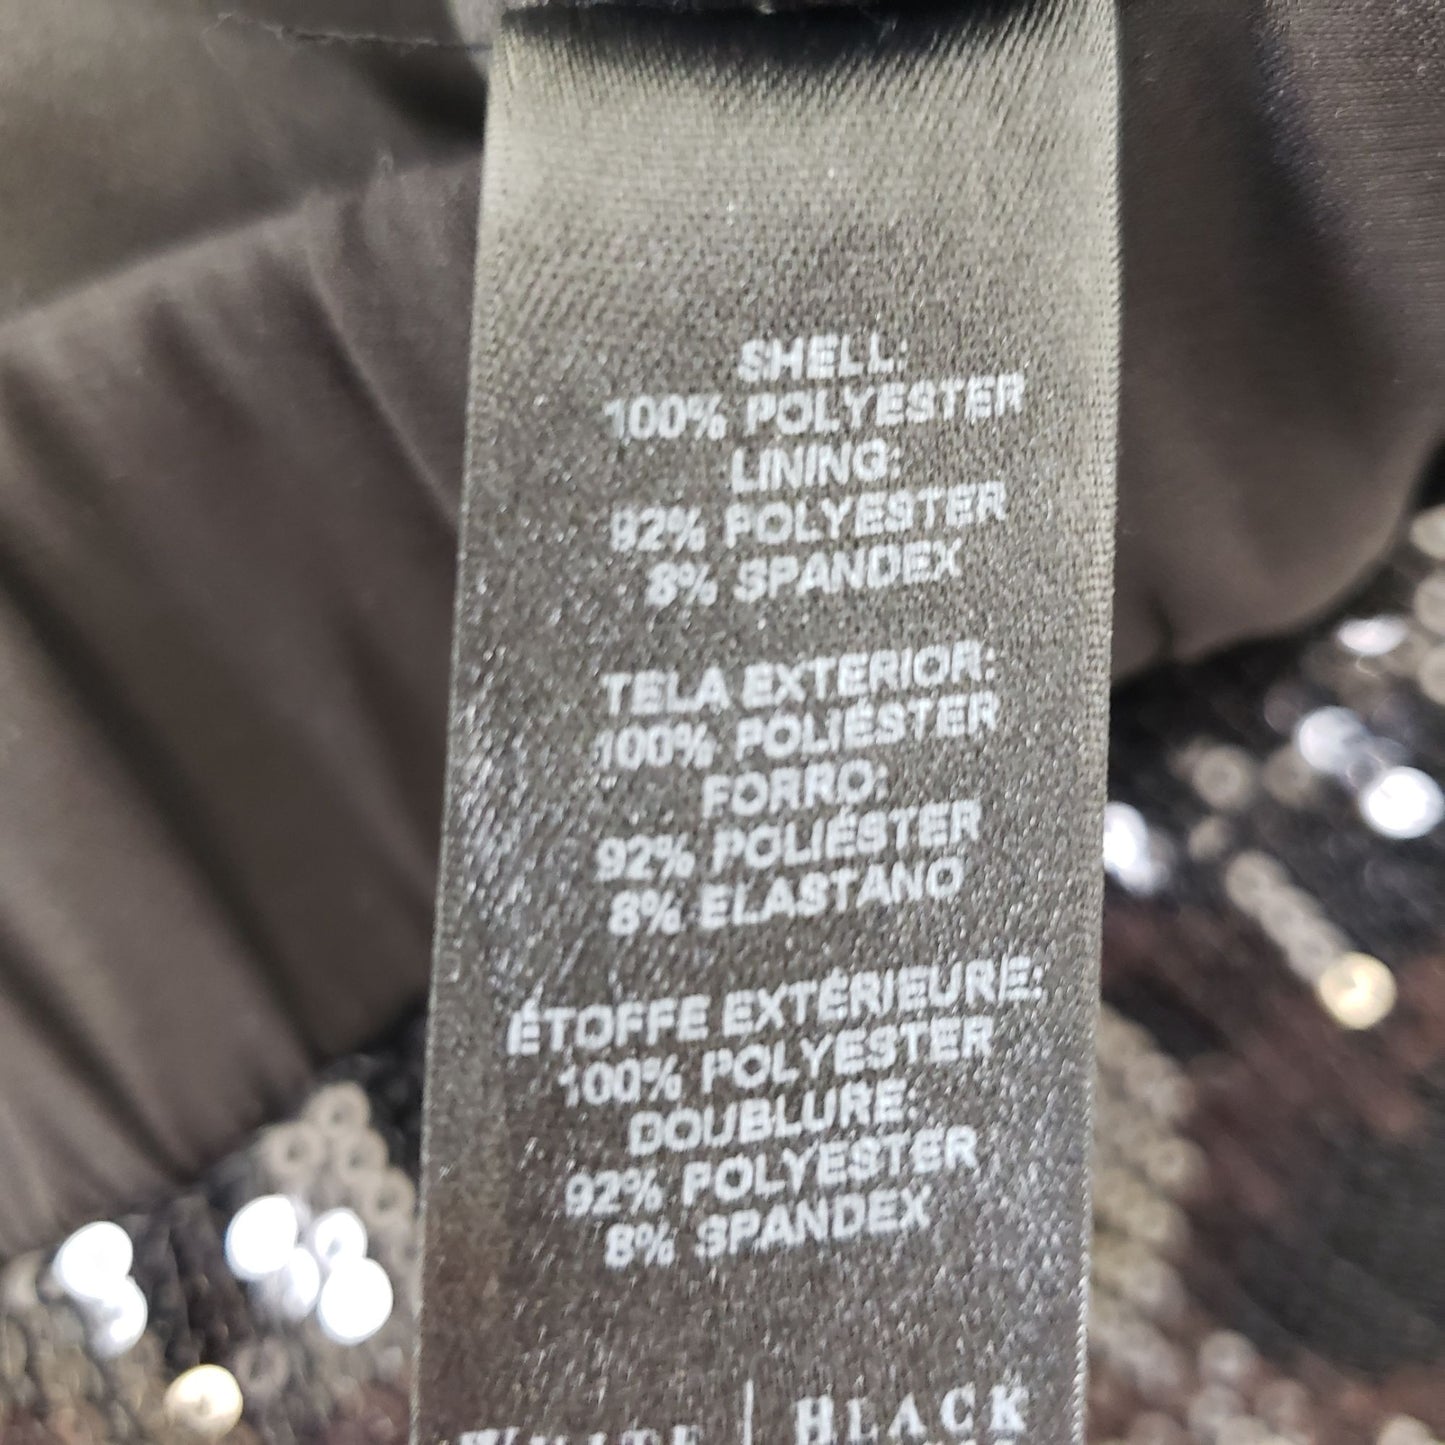 SHELL:
100% POLYESTER
LINING:
92% POLYESTER
8% SPANDEX
TELA EXTERIOR:
100% POLIÉSTER
FORRO:
92% POLIÉSTER
8% ELASTANO
ÉTOFFE EXTÉRIEURE:
100% POLYESTER
DOUBLURE:
92% POLYESTER
8% SPANDEX
WHITE | BLACK